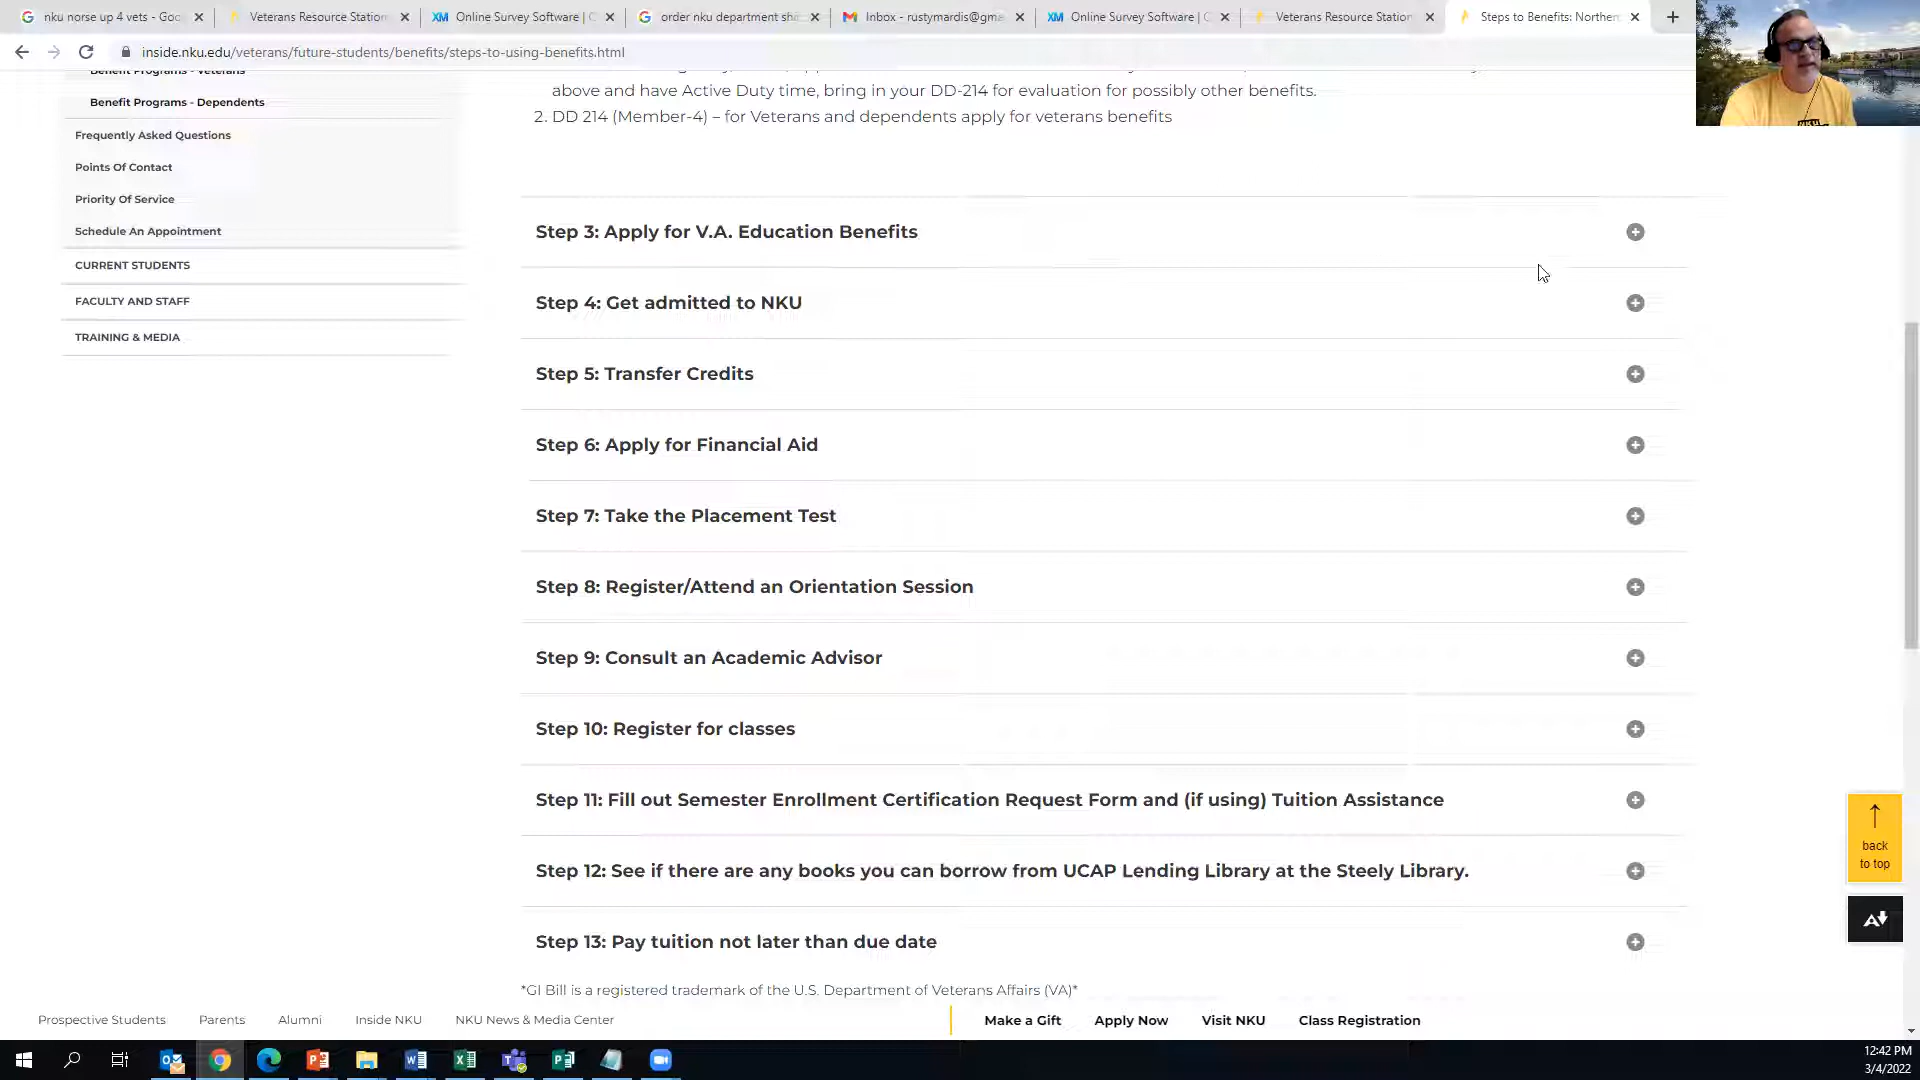 nku norse up 4 vets - Goo
Veterans Resource Station
XM Online Survey Software | C
order nku department sha
Inbox - rustymardis@gma
XM Online Survey Software | C
Veterans Resource Station
Steps to Benefits: Northern
inside.nku.edu/veterans/future-students/benefits/steps-to-using-benefits.html
Benefit Programs - Veterans
Benefit Programs - Dependents
Frequently Asked Questions
Points Of Contact
Priority Of Service
Schedule An Appointment
CURRENT STUDENTS
FACULTY AND STAFF
TRAINING & MEDIA
above and have Active Duty time, bring in your DD-214 for evaluation for possibly other benefits.
2. DD 214 (Member-4) – for Veterans and dependents apply for veterans benefits
Step 3: Apply for V.A. Education Benefits
Step 4: Get admitted to NKU
Step 5: Transfer Credits
Step 6: Apply for Financial Aid
Step 7: Take the Placement Test
Step 8: Register/Attend an Orientation Session
Step 9: Consult an Academic Advisor
Step 10: Register for classes
Step 11: Fill out Semester Enrollment Certification Request Form and (if using) Tuition Assistance
Step 12: See if there are any books you can borrow from UCAP Lending Library at the Steely Library.
Step 13: Pay tuition not later than due date
*GI Bill is a registered trademark of the U.S. Department of Veterans Affairs (VA)*
back
to top
Prospective Students
Parents
Alumni
Inside NKU
NKU News & Media Center
Make a Gift
Apply Now
Visit NKU
Class Registration
12:42 PM
3/4/2022
NKU